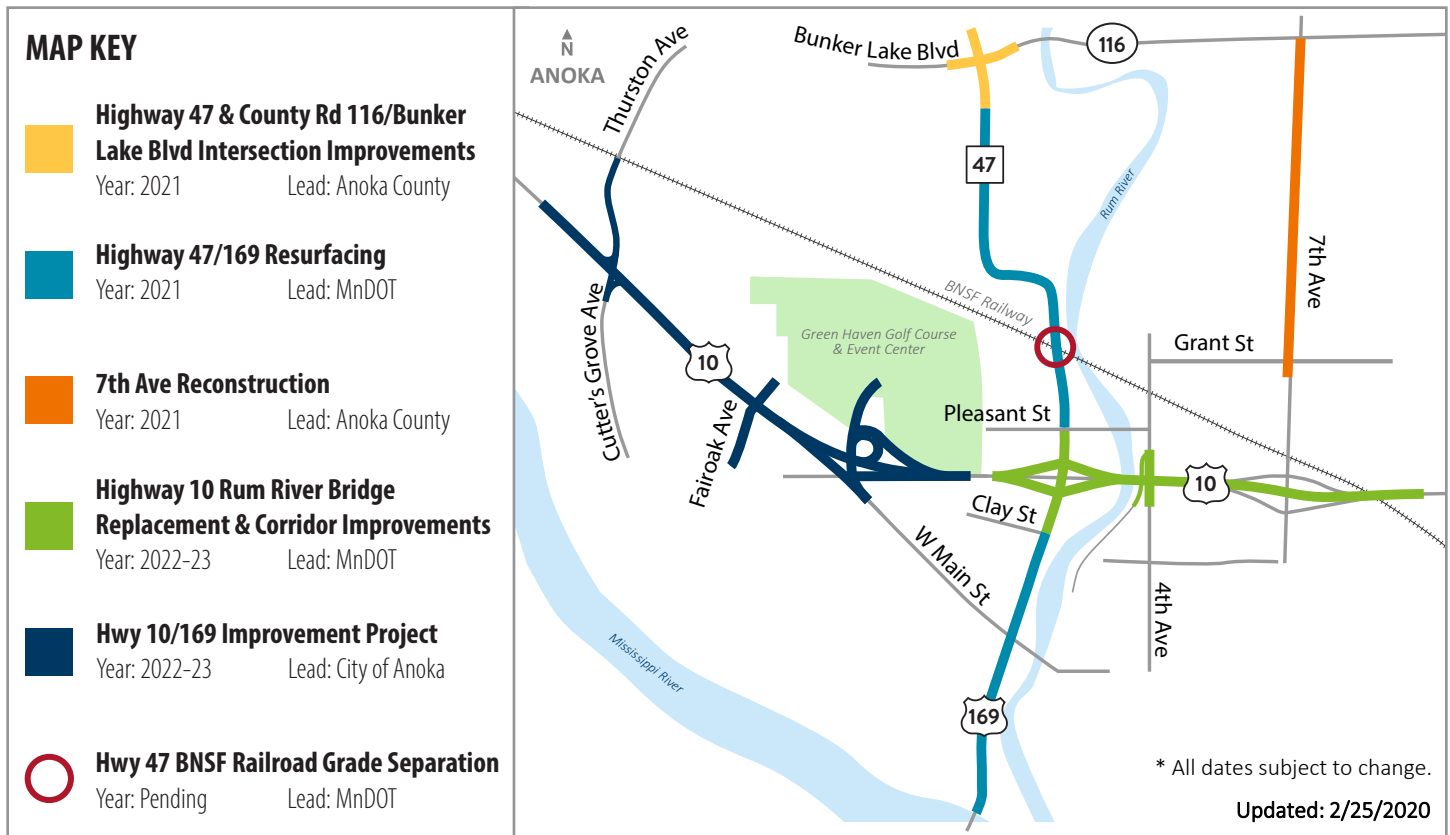 MAP KEY
Highway 47 & County Rd 116/Bunker
Lake Blvd Intersection Improvements
Year: 2021 Lead: Anoka County
Highway 47/169 Resurfacing
Year: 2021 Lead: MnDOT
7th Ave Reconstruction
Year: 2021 Lead: Anoka County
Highway 10 Rum River Bridge
Replacement & Corridor Improvements
Year: 2022-23 Lead: MnDOT
Hwy 10/169 Improvement Project
Year: 2022-23 Lead: City of Anoka
Hwy 47 BNSF Railroad Grade Separation
Year: Pending Lead: MnDOT
N
ANOKA
Thurston Ave
Bunker Lake Blvd
116
47
Rum River
7th Ave
BNSF Railway
Green Haven Golf Course
& Event Center
Grant St
Cutter's Grove Ave
10
Fairoak Ave
Pleasant St
10
Clay St
W Main St
4th Ave
Mississippi River
169
* All dates subject to change.
Updated: 2/25/2020